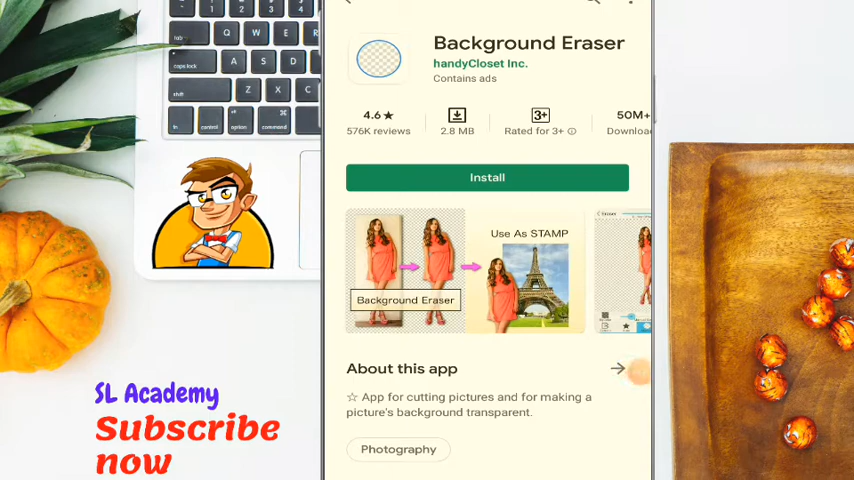 Background Eraser
handyCloset Inc.
Contains ads
4.6★
576K reviews
2.8 MB
3+
Rated for 3+ ⓘ
50M+
Install
Background Eraser
Use As STAMP
About this app
☆ App for cutting pictures and for making a
picture's background transparent.
Photography
SL Academy
Subscribe
now
tab
Q
W
E
R
caps lock
A
S
D
shift
Z
fn
control
option
command